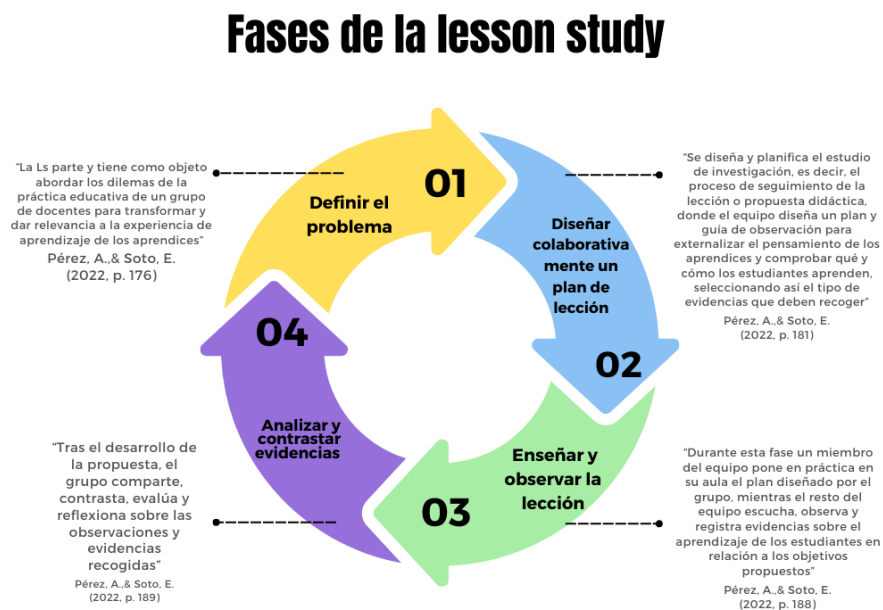 Fases de la lesson study
“La Ls parte y tiene como objeto
abordar los dilemas de la
práctica educativa de un grupo
de docentes para transformar y
dar relevancia a la experiencia de
aprendizaje de los aprendices”
Pérez, A.,& Soto, E.
(2022, p. 176)
01
Definir el
problema
“Se diseña y planifica el estudio
de investigación, es decir, el
proceso de seguimiento de la
lección o propuesta didáctica,
donde el equipo diseña un plan y
guía de observación para
externalizar el pensamiento de los
aprendices y comprobar qué y
cómo los estudiantes aprenden,
seleccionando así el tipo de
evidencias que deben recoger”
Pérez, A.,& Soto, E.
(2022, p. 181)
Diseñar
colaborativa
mente un
plan de
lección
02
Enseñar y
observar la
lección
03
“Durante esta fase un miembro
del equipo pone en práctica en
su aula el plan diseñado por el
grupo, mientras el resto del
equipo escucha, observa y
registra evidencias sobre el
aprendizaje de los estudiantes en
relación a los objetivos
propuestos”
Pérez, A.,& Soto, E.
(2022, p. 188)
04
Analizar y
contrastar
evidencias
“Tras el desarrollo de
la propuesta, el
grupo comparte,
contrasta, evalúa y
reflexiona sobre las
observaciones y
evidencias
recogidas”
Pérez, A.,& Soto, E.
(2022, p. 189)